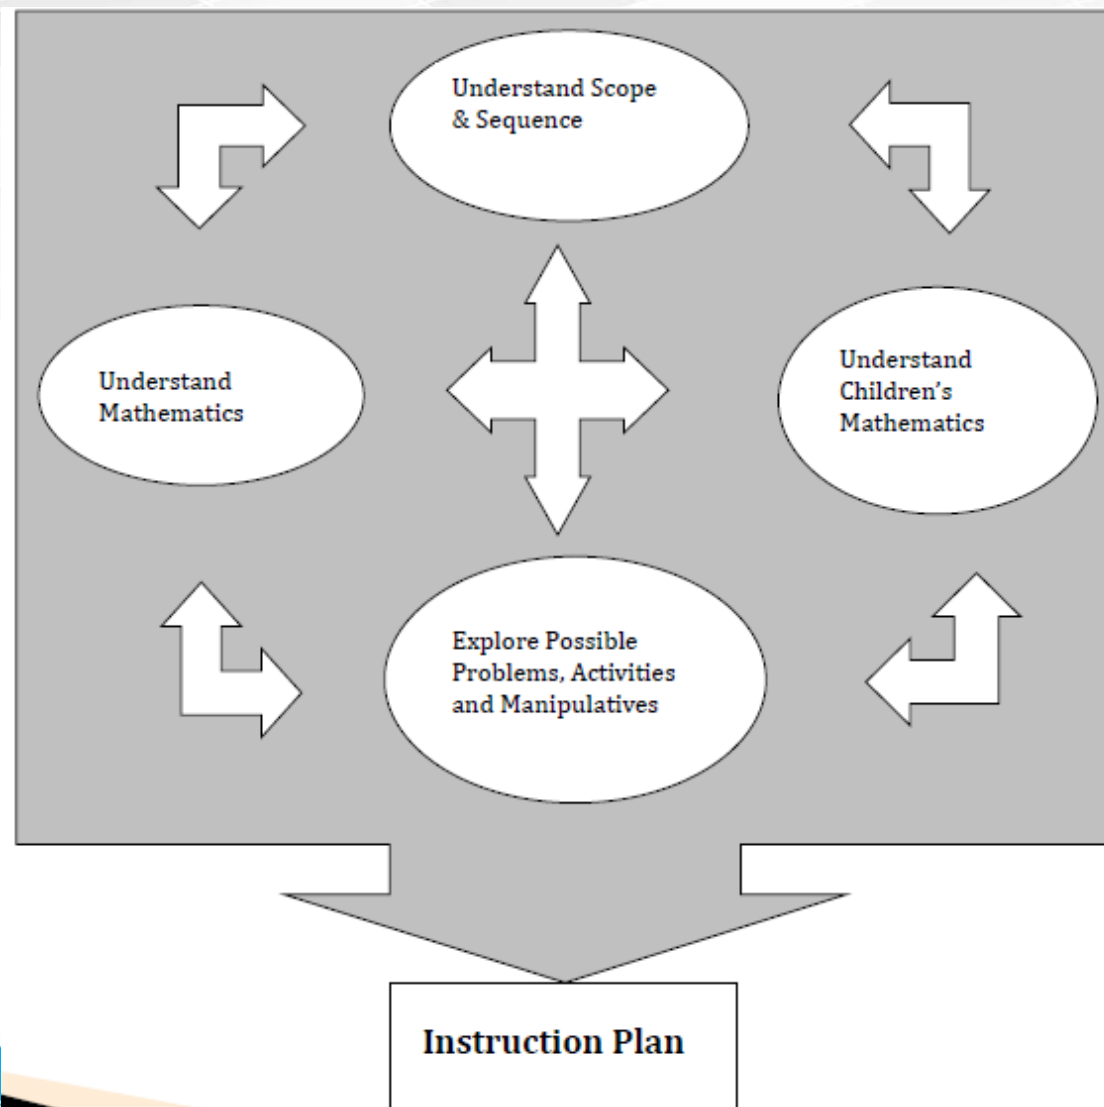 Understand Scope
& Sequence
Understand
Mathematics
Understand
Children’s
Mathematics
Explore Possible
Problems, Activities
and Manipulatives
Instruction Plan